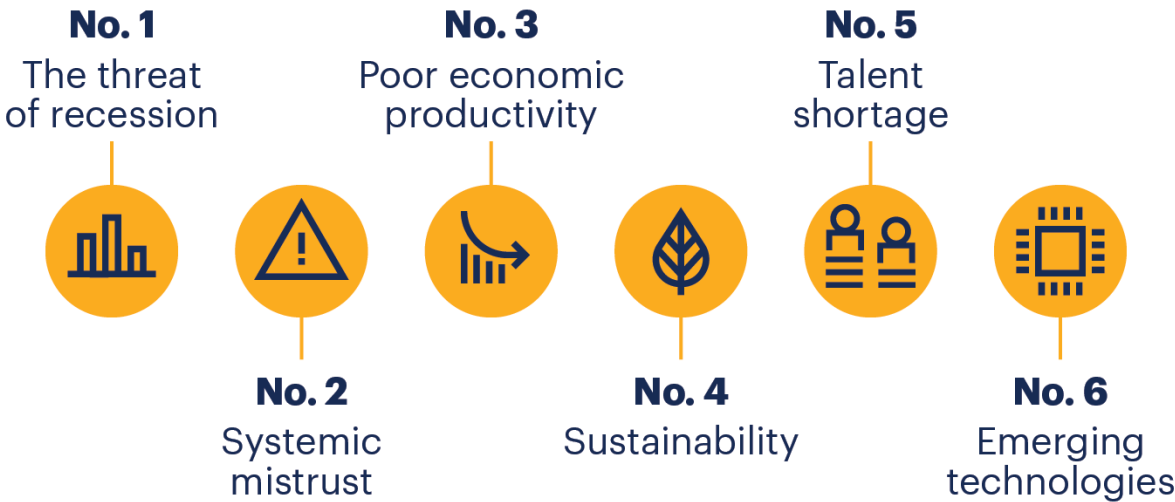 No. 1
The threat
of recession
No. 2
Systemic
mistrust
No. 3
Poor economic
productivity
No. 4
Sustainability
No. 5
Talent
shortage
No. 6
Emerging
technologies